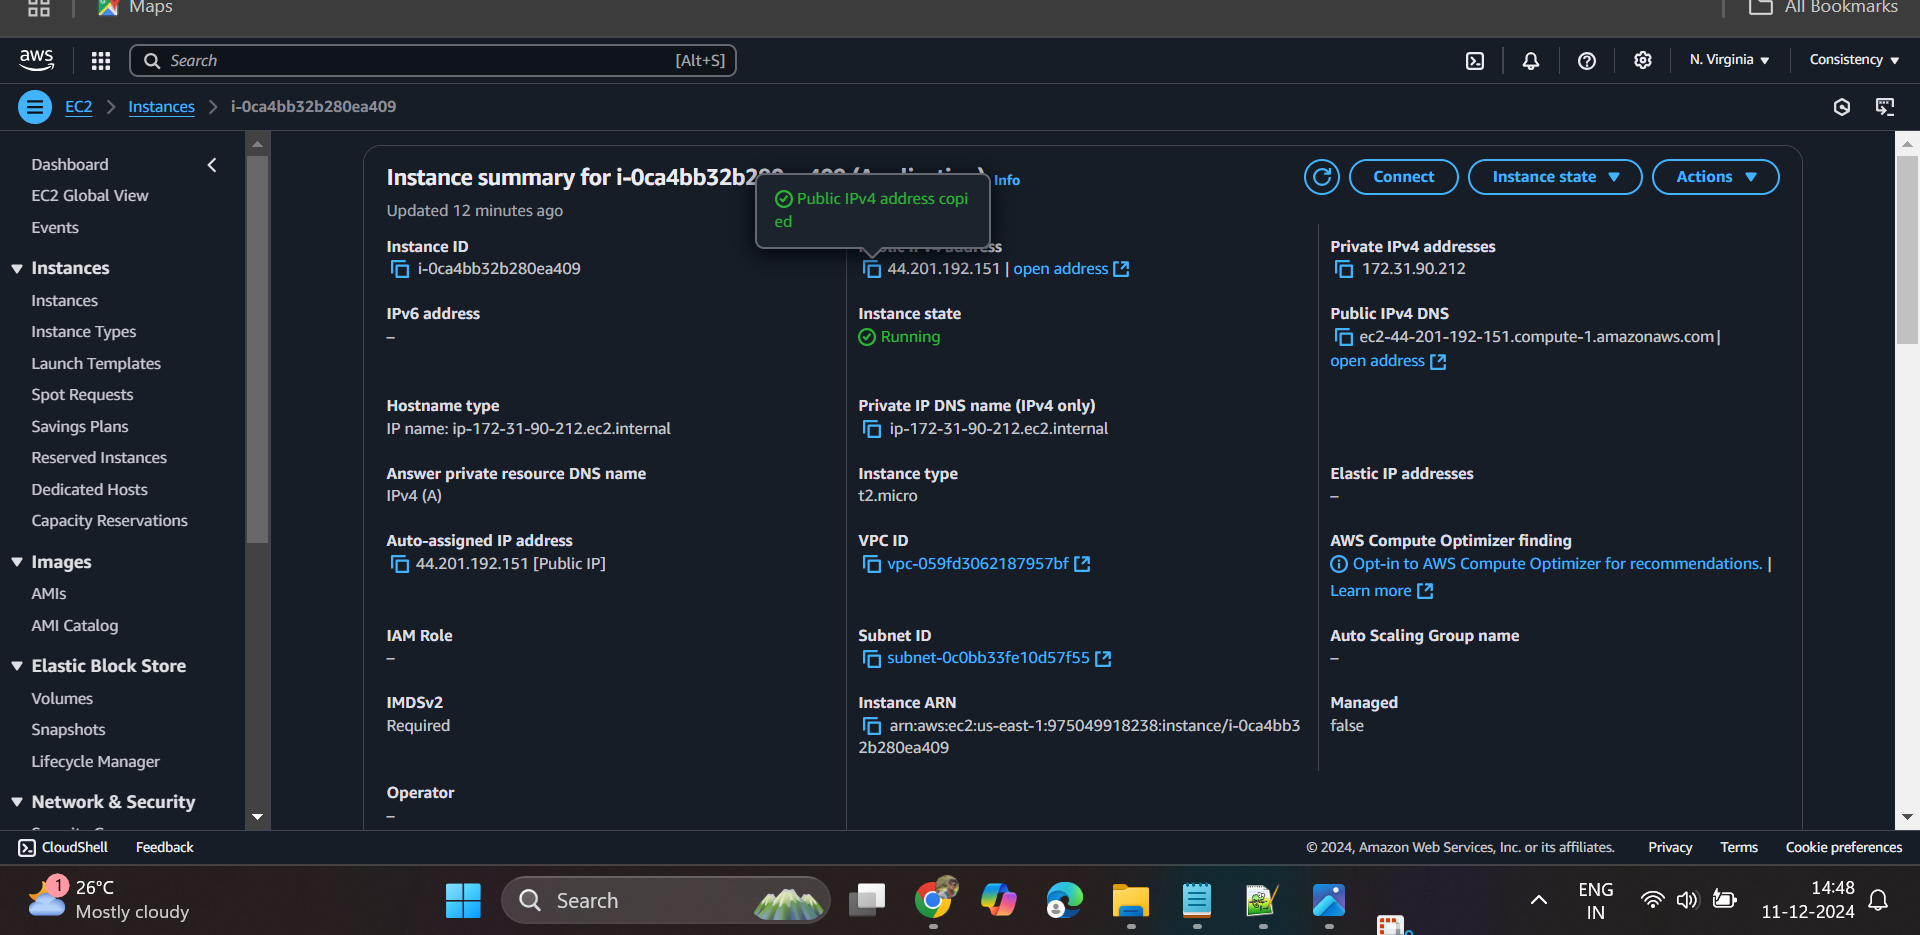 Maps
All Bookmarks
aws
Search
[Alt+S]
N. Virginia
Consistency
EC2
Instances
i-0ca4bb32b280ea409
Dashboard
EC2 Global View
Events
Instances
Instances
Instance Types
Launch Templates
Spot Requests
Savings Plans
Reserved Instances
Dedicated Hosts
Capacity Reservations
Images
AMIs
AMI Catalog
Elastic Block Store
Volumes
Snapshots
Lifecycle Manager
Network & Security
Instance summary for i-0ca4bb32b280ea409 (Application) Info
Updated 12 minutes ago
Connect
Instance state
Actions
Public IPv4 address copi
ed
Instance ID
i-0ca4bb32b280ea409
Public IPv4 address
44.201.192.151 | open address
Private IPv4 addresses
172.31.90.212
IPv6 address
–
Instance state
Running
Public IPv4 DNS
ec2-44-201-192-151.compute-1.amazonaws.com |
open address
Hostname type
IP name: ip-172-31-90-212.ec2.internal
Private IP DNS name (IPv4 only)
ip-172-31-90-212.ec2.internal
Answer private resource DNS name
IPv4 (A)
Instance type
t2.micro
Elastic IP addresses
–
Auto-assigned IP address
44.201.192.151 [Public IP]
VPC ID
vpc-059fd3062187957bf
AWS Compute Optimizer finding
Opt-in to AWS Compute Optimizer for recommendations. |
Learn more
IAM Role
–
Subnet ID
subnet-0c0bb33fe10d57f55
Auto Scaling Group name
–
IMDSv2
Required
Instance ARN
arn:aws:ec2:us-east-1:975049918238:instance/i-0ca4bb3
2b280ea409
Managed
false
Operator
–
CloudShell
Feedback
© 2024, Amazon Web Services, Inc. or its affiliates.
Privacy
Terms
Cookie preferences
1
26°C
Mostly cloudy
Search
ENG
IN
14:48
11-12-2024